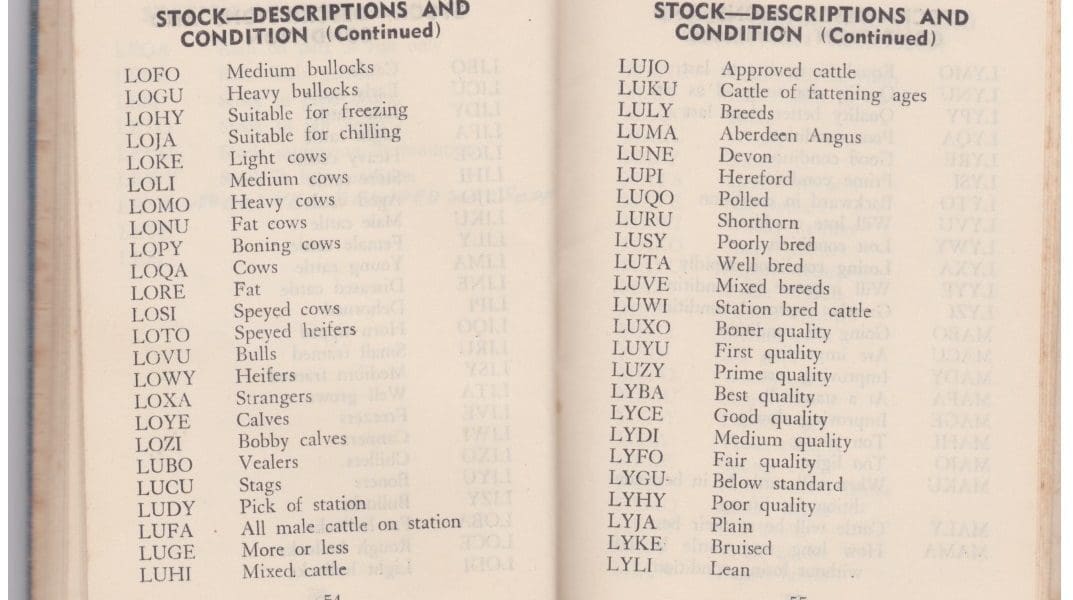 STOCK—DESCRIPTIONS AND
CONDITION (Continued)
LOFO Medium bullocks
LOGU Heavy bullocks
LOHY Suitable for freezing
LOJA Suitable for chilling
LOKE Light cows
LOLI Medium cows
LOMO Heavy cows
LONU Fat cows
LOPY Boning cows
LOQA Cows
LORE Fat
LOSI Speyed cows
LOTO Speyed heifers
LOVU Bulls
LOWY Heifers
LOXA Strangers
LOYE Calves
LOZI Bobby calves
LUBO Vealers
LUCU Stags
LUDY Pick of station
LUFA All male cattle on station
LUGE More or less
LUHI Mixed cattle
54
STOCK—DESCRIPTIONS AND
CONDITION (Continued)
LUJO Approved cattle
LUKU Cattle of fattening ages
LULY Breeds
LUMA Aberdeen Angus
LUNE Devon
LUPI Hereford
LUQO Polled
LURU Shorthorn
LUSY Poorly bred
LUTA Well bred
LUVE Mixed breeds
LUWI Station bred cattle
LUXO Boner quality
LUYU First quality
LUZY Prime quality
LYBA Best quality
LYCE Good quality
LYDI Medium quality
LYFO Fair quality
LYGU Below standard
LYHY Poor quality
LYJA Plain
LYKE Bruised
LYLI Lean
55